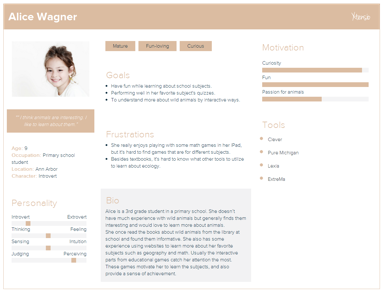 Alice Wagner
Persona
Mature
Fun-loving
Curious
" I think animals are interesting. I
like to learn about them. "
Age: 9
Occupation: Primary school
student
Location: Ann Arbor
Character: Introvert
Personality
Introvert
Extrovert
Thinking
Feeling
Sensing
Intuition
Judging
Perceiving
Goals
Have fun while learning about school subjects.
Performing well in her favorite subject's quizzes.
To understand more about wild animals by interactive ways.
Frustrations
She really enjoys playing with some math games in her iPad,
but it's hard to find games that are for different subjects.
Besides textbooks, it's hard to know what other tools to utilize
to learn about ecology.
Bio
Alice is a 3rd grade student in a primary school. She doesn't
have much experience with wild animals but generally finds them
interesting and would love to learn more about animals.
She once read the books about wild animals from the library at
school and found them informative. She also has some
experience using websites to learn more about her favorite
subjects such as geography and math. Usually the interactive
parts from educational games catch her attention the most.
These games motivate her to learn the subjects, and also
provide a sense of achievement.
Motivation
Curiosity
Fun
Passion for animals
Tools
Clever
Pure Michigan
Lexia
ExtraMe